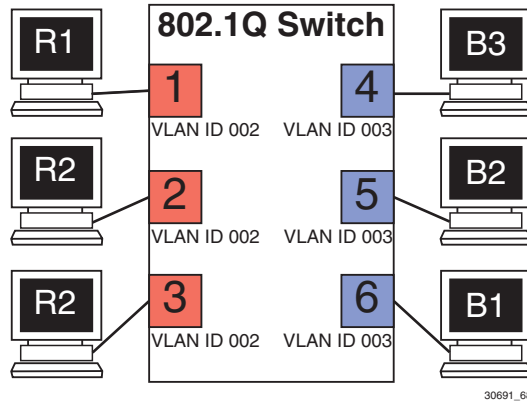 802.1Q Switch
R1
1
VLAN ID 002
4
VLAN ID 003
B3
R2
2
VLAN ID 002
5
VLAN ID 003
B2
R2
3
VLAN ID 002
6
VLAN ID 003
B1